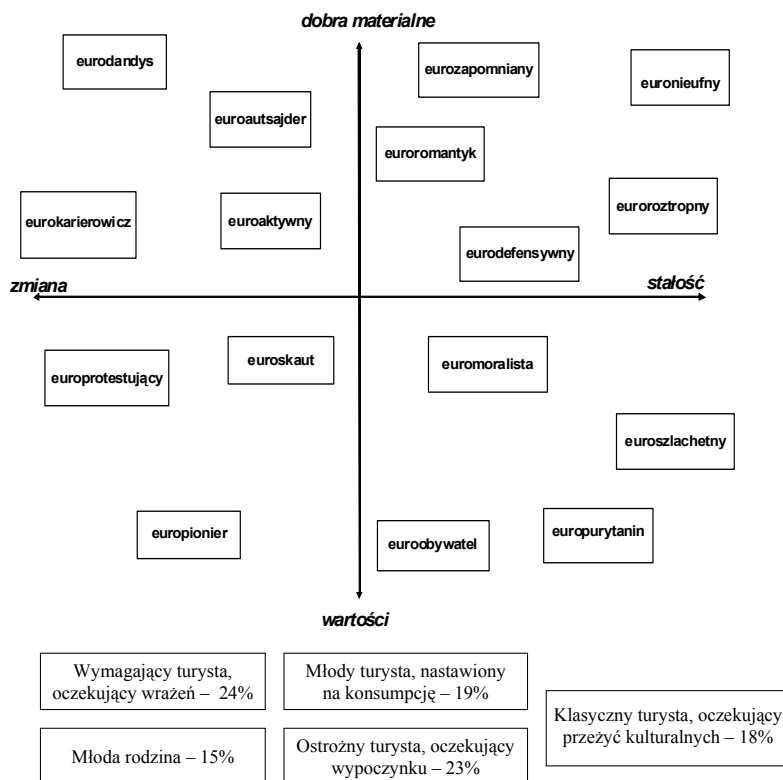 dobra materialne
eurodandys
eurozapomniany
euronieufny
euroautsajder
euroromantyk
eurokarierowicz
euroaktywny
euroroztropny
eurodefensywny
zmiana
stałość
europrotestujący
euroskaut
euromoralista
euroszlachetny
europionier
euroobywatel
europurytanin
wartości
Wymagający turysta,
oczekujący wrażeń – 24%
Młody turysta, nastawiony
na konsumpcję – 19%
Klasyczny turysta, oczekujący
przeżyć kulturalnych – 18%
Młoda rodzina – 15%
Ostrożny turysta, oczekujący
wypoczynku – 23%